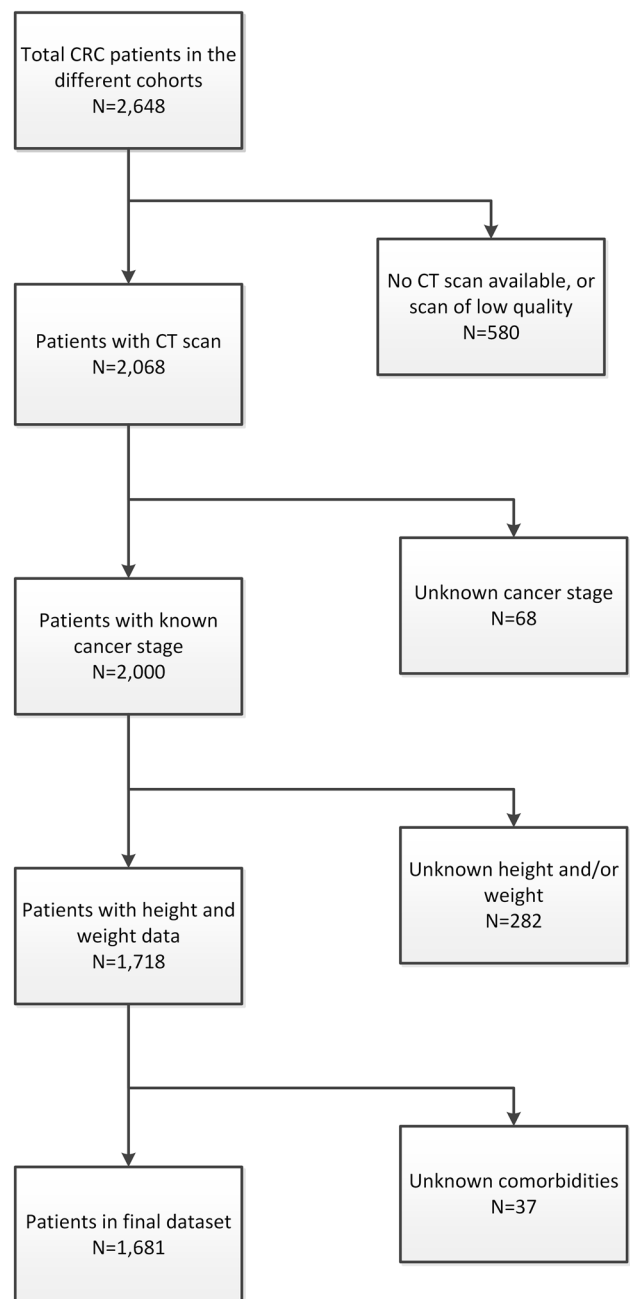 Total CRC patients in the
different cohorts
N=2,648
No CT scan available, or
scan of low quality
N=580
Patients with CT scan
N=2,068
Unknown cancer stage
N=68
Patients with known
cancer stage
N=2,000
Unknown height and/or
weight
N=282
Patients with height and
weight data
N=1,718
Unknown comorbidities
N=37
Patients in final dataset
N=1,681